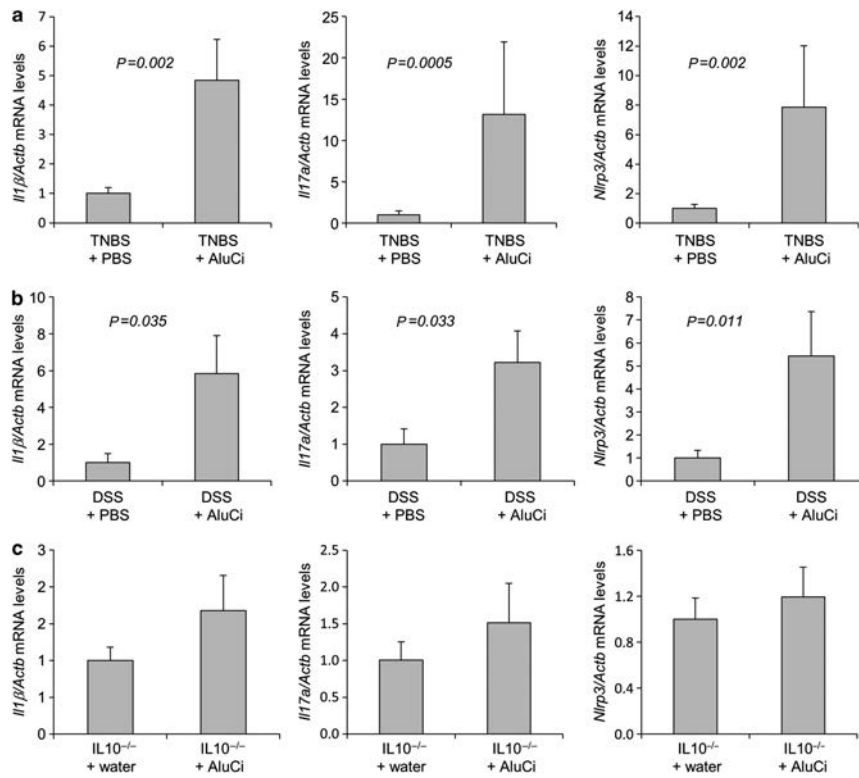 a
Il1β/Actb mRNA levels
7
6
5
4
3
2
1
0
P=0.002
TNBS
+ PBS
TNBS
+ AluCi
Il17a/Actb mRNA levels
25
20
15
10
5
0
P=0.0005
TNBS
+ PBS
TNBS
+ AluCi
Nlrp3/Actb mRNA levels
14
12
10
8
6
4
2
0
P=0.002
TNBS
+ PBS
TNBS
+ AluCi
b
Il1β/Actb mRNA levels
10
8
6
4
2
0
P=0.035
DSS
+ PBS
DSS
+ AluCi
Il17a/Actb mRNA levels
5
4
3
2
1
0
P=0.033
DSS
+ PBS
DSS
+ AluCi
Nlrp3/Actb mRNA levels
8
7
6
5
4
3
2
1
0
P=0.011
DSS
+ PBS
DSS
+ AluCi
c
Il1β/Actb mRNA levels
3
2
2
1
1
0
IL10–/–
+ water
IL10–/–
+ AluCi
Il17a/Actb mRNA levels
2.5
2.0
1.5
1.0
0.5
0.0
IL10–/–
+ water
IL10–/–
+ AluCi
Nlrp3/Actb mRNA levels
1.6
1.2
0.8
0.4
0.0
IL10–/–
+ water
IL10–/–
+ AluCi